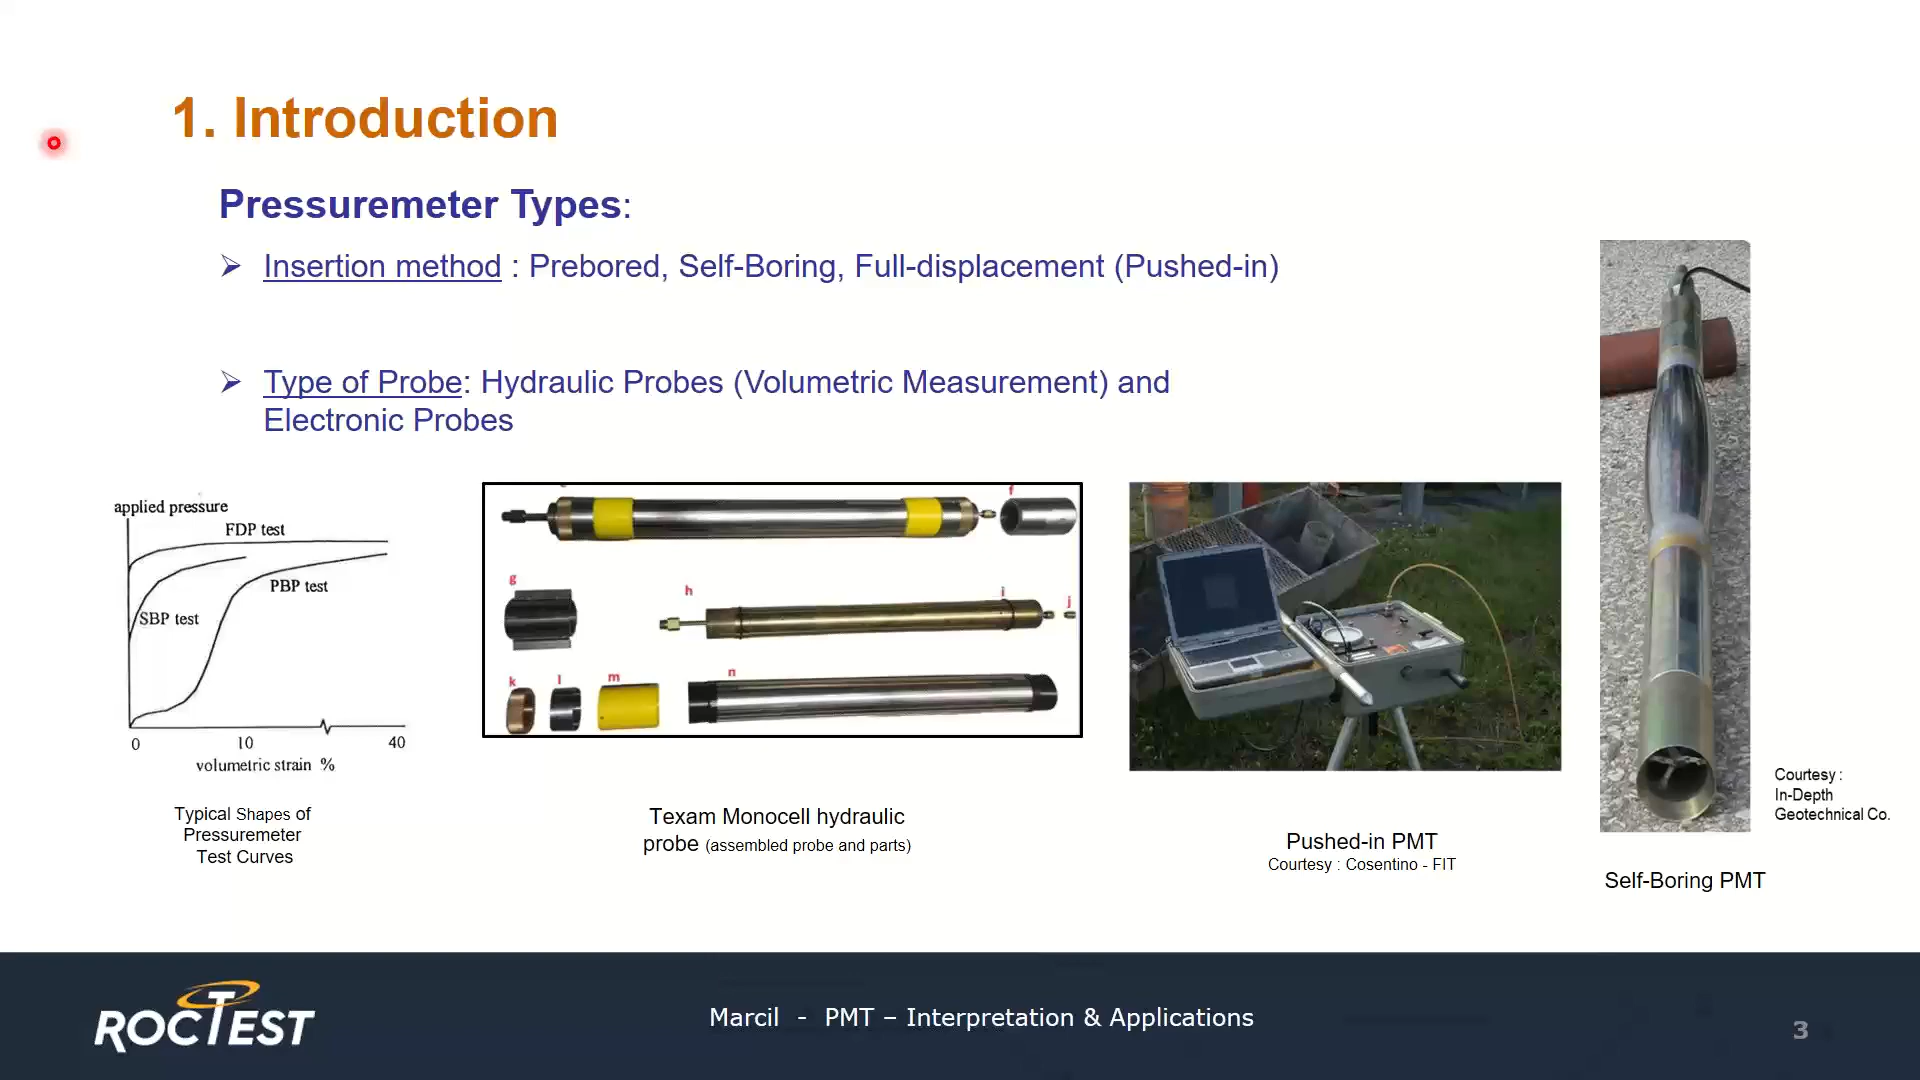 1. Introduction
Pressuremeter Types:
Insertion method : Prebored, Self-Boring, Full-displacement (Pushed-in)
Type of Probe: Hydraulic Probes (Volumetric Measurement) and
Electronic Probes
applied pressure
FDP test
PBP test
SBP test
0
10
40
volumetric strain %
Typical Shapes of
Pressuremeter
Test Curves
f
g
h
i
j
k
l
m
n
Texam Monocell hydraulic
probe (assembled probe and parts)
Pushed-in PMT
Courtesy : Cosentino - FIT
Courtesy :
In-Depth
Geotechnical Co.
Self-Boring PMT
ROCTEST
Marcil - PMT – Interpretation & Applications
3